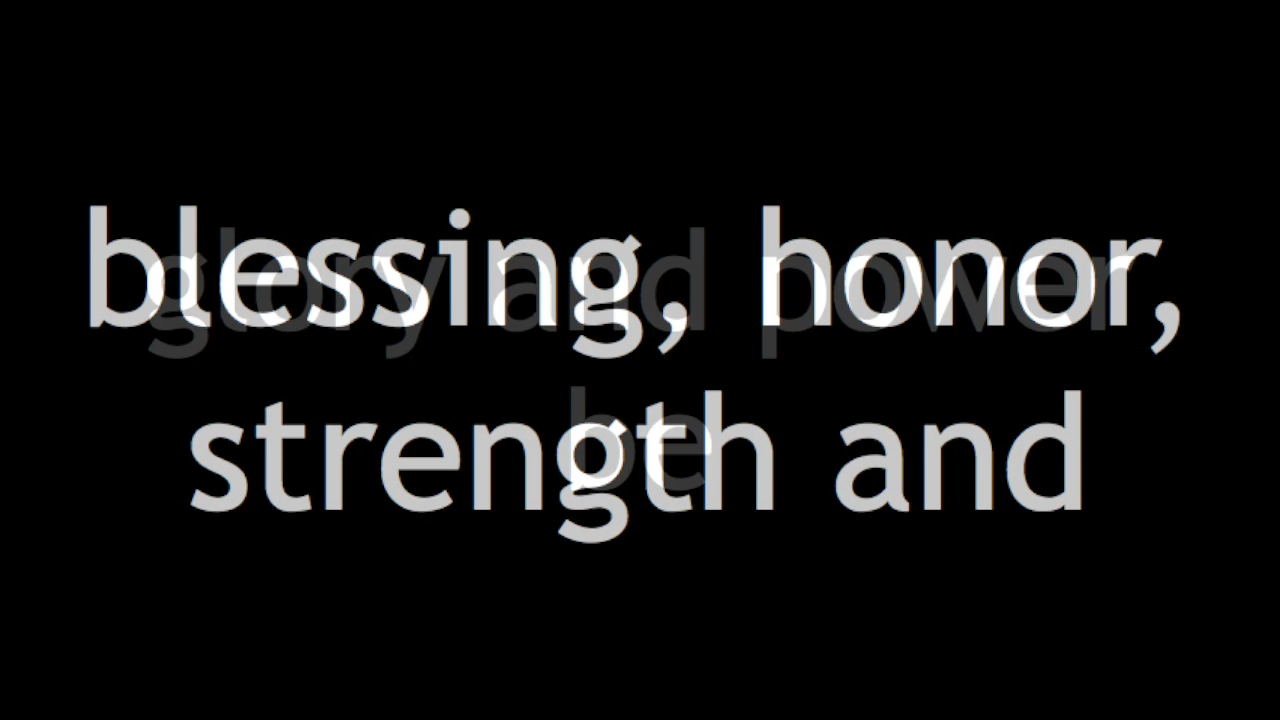 blessing, honor,
strength and
glory and power
be